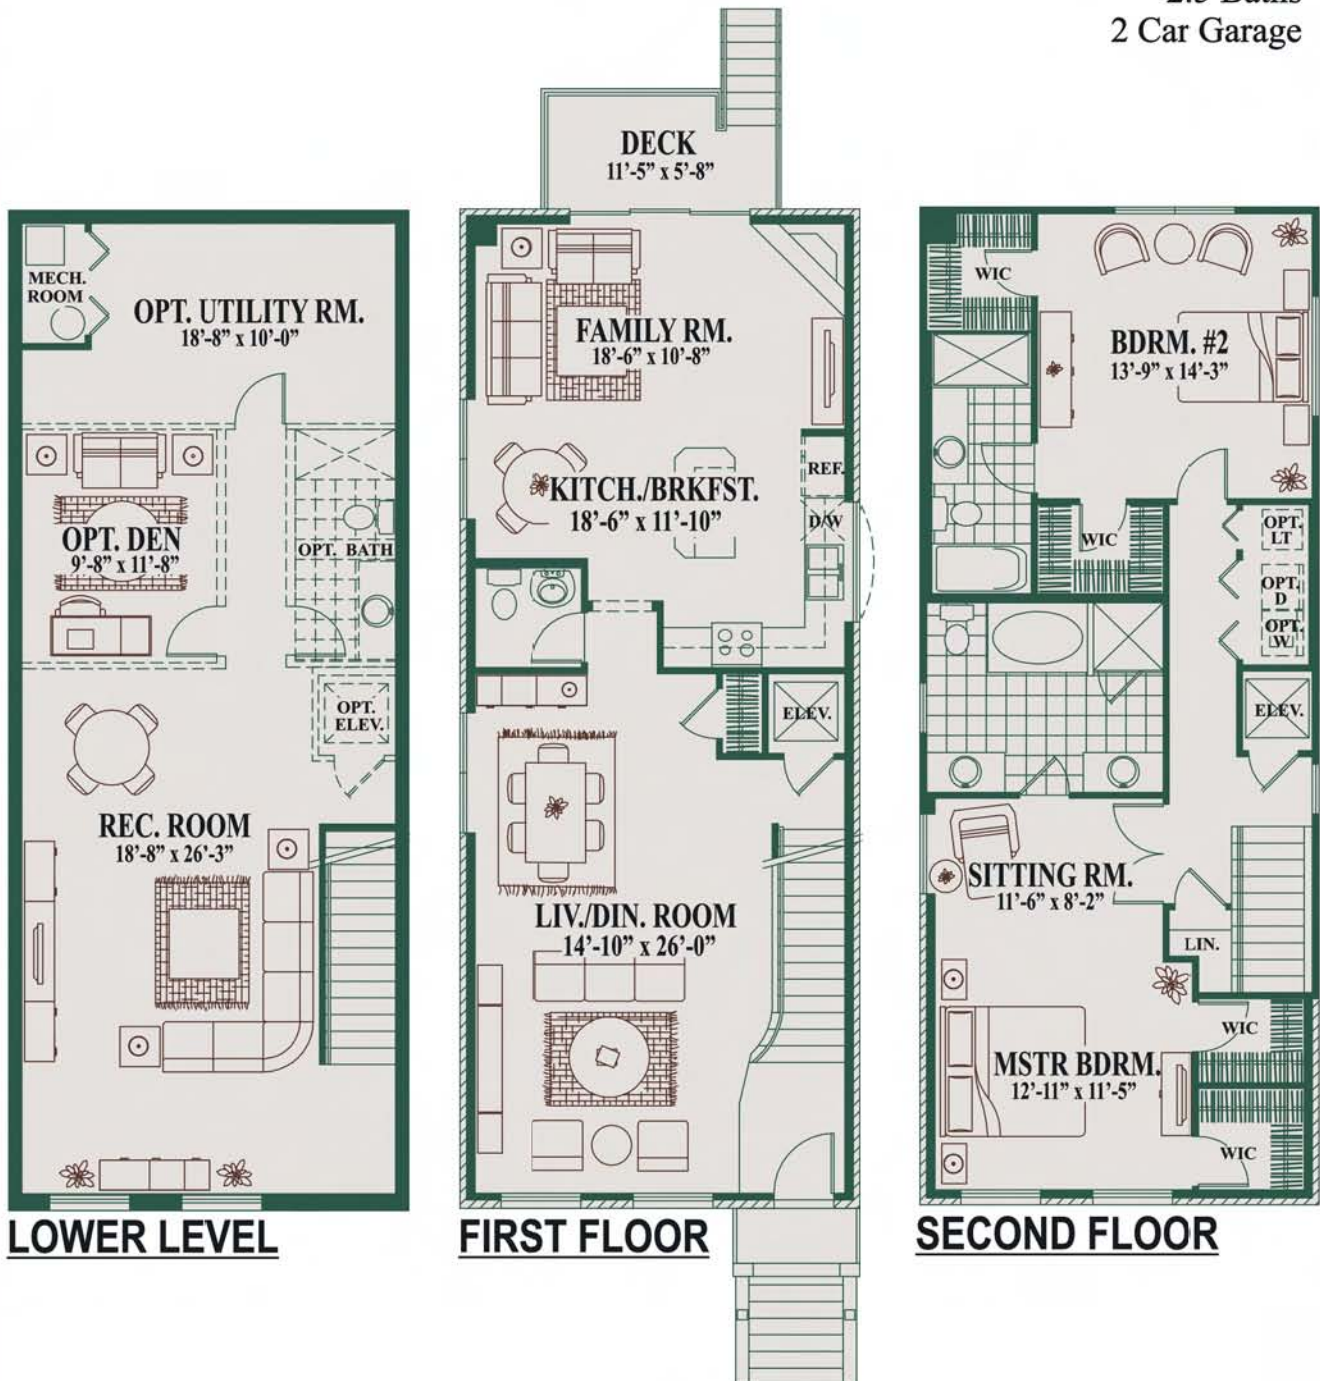 2.5 Baths
2 Car Garage
DECK
11'-5" x 5'-8"
MECH.
ROOM
OPT. UTILITY RM.
18'-8" x 10'-0"
OPT. DEN
9'-8" x 11'-8"
OPT. BATH
OPT.
ELEV.
REC. ROOM
18'-8" x 26'-3"
LOWER LEVEL
FAMILY RM.
18'-6" x 10'-8"
REF.
KITCH./BRKFST.
18'-6" x 11'-10"
D/W
ELEV.
LIV./DIN. ROOM
14'-10" x 26'-0"
FIRST FLOOR
WIC
BDRM. #2
13'-9" x 14'-3"
WIC
OPT.
LT
OPT.
D
OPT.
W
ELEV.
SITTING RM.
11'-6" x 8'-2"
LIN.
WIC
MSTR BDRM.
12'-11" x 11'-5"
WIC
SECOND FLOOR